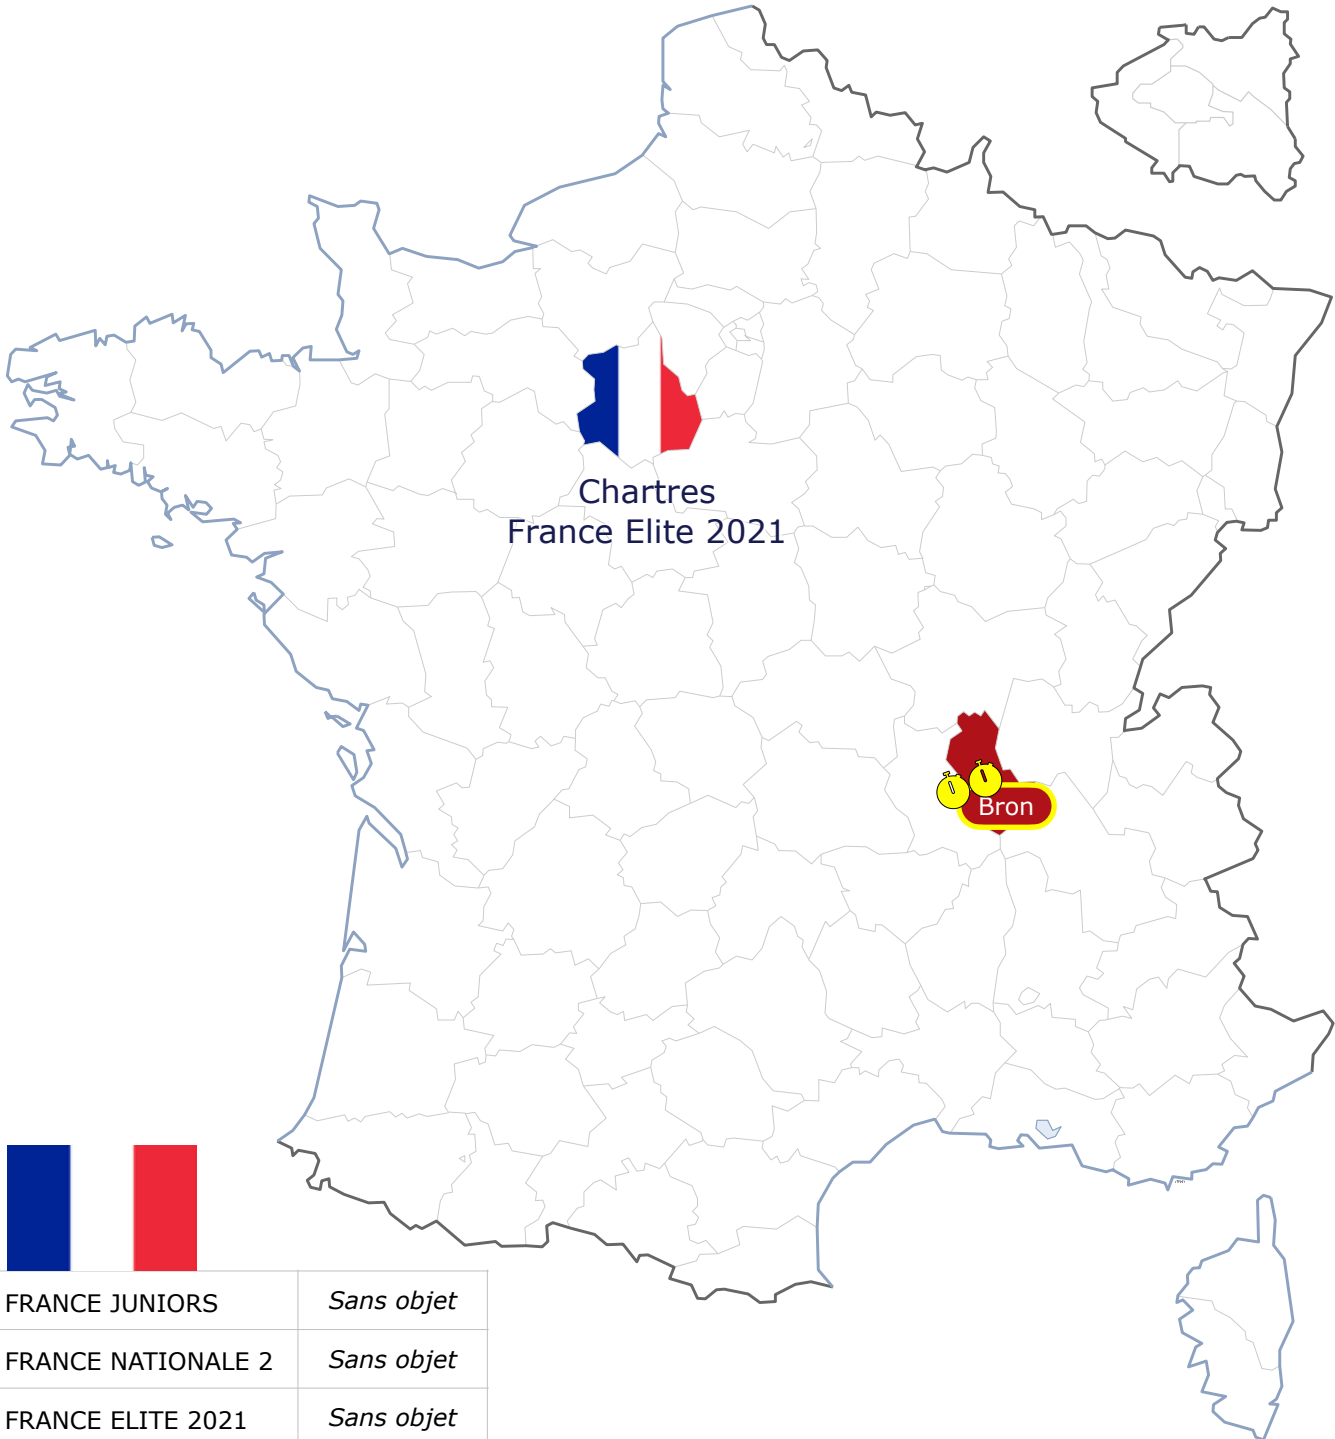 Chartres
France Elite 2021
Bron
FRANCE JUNIORS Sans objet
FRANCE NATIONALE 2 Sans objet
FRANCE ELITE 2021 Sans objet